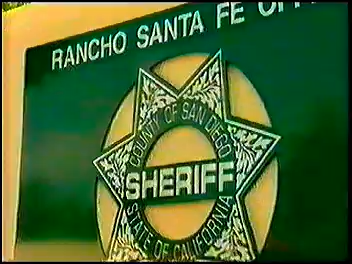 RANCHO SANTA FE
COUNTY OF SAN DIEGO
SHERIFF
STATE OF CALIFORNIA